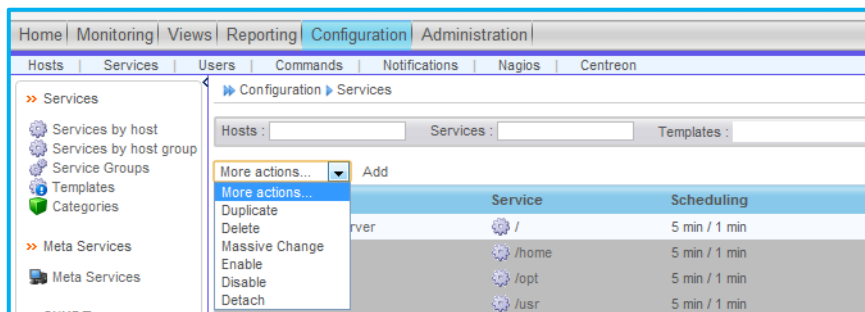 Home Monitoring Views Reporting Configuration Administration
Hosts | Services | Users | Commands | Notifications | Nagios | Centreon
Services
Services by host
Services by host group
Service Groups
Templates
Categories
Meta Services
Meta Services
Configuration Services
Hosts : Services : Templates :
More actions... Add
More actions...
Duplicate
Delete
Massive Change
Enable
Disable
Detach
Service Scheduling
rver / 5 min / 1 min
/home 5 min / 1 min
/opt 5 min / 1 min
/usr 5 min / 1 min